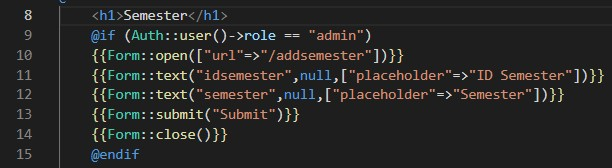 8 <h1>Semester</h1>
9 @if (Auth::user()->role == "admin")
10 {{Form::open(["url"=>"/addsemester"])}}
11 {{Form::text("idsemester",null,["placeholder"=>"ID Semester"])}}
12 {{Form::text("semester",null,["placeholder"=>"Semester"])}}
13 {{Form::submit("Submit")}}
14 {{Form::close()}}
15 @endif